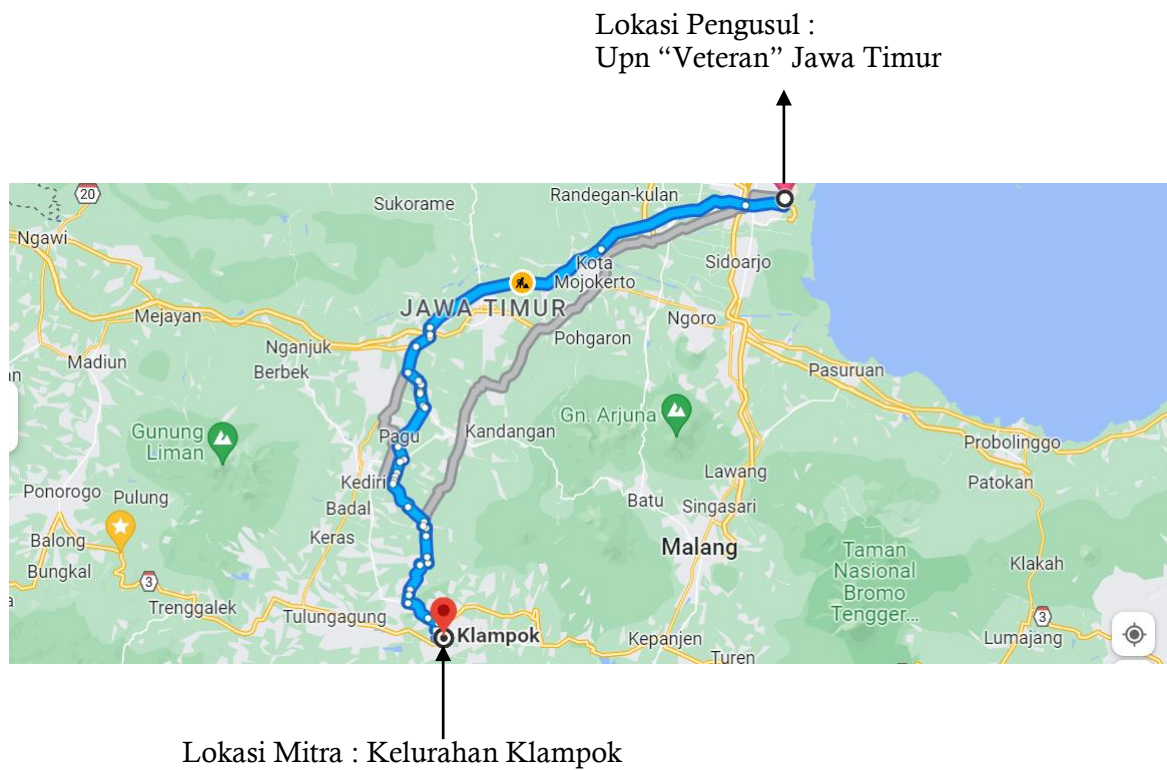 Lokasi Pengusul :
Upn “Veteran” Jawa Timur
20
Sukorame
Randegan-kulan
Ngawi
Sidoarjo
Kota
Mojokerto
JAWA TIMUR
Mejayan
Ngoro
Pohgaron
Nganjuk
Madiun
Berbek
Pasuruan
Gn. Arjuna
Gunung
Liman
Pagu
Kandangan
Probolinggo
Lawang
Kediri
Patokan
Ponorogo
Pulung
Badal
Batu
Singasari
Balong
Keras
Malang
Taman
Nasional
Bromo
Tengger...
Klakah
Bungkal
3
Trenggalek
Tulungagung
Klampok
Kepanjen
Turen
3
Lumajang
Lokasi Mitra : Kelurahan Klampok